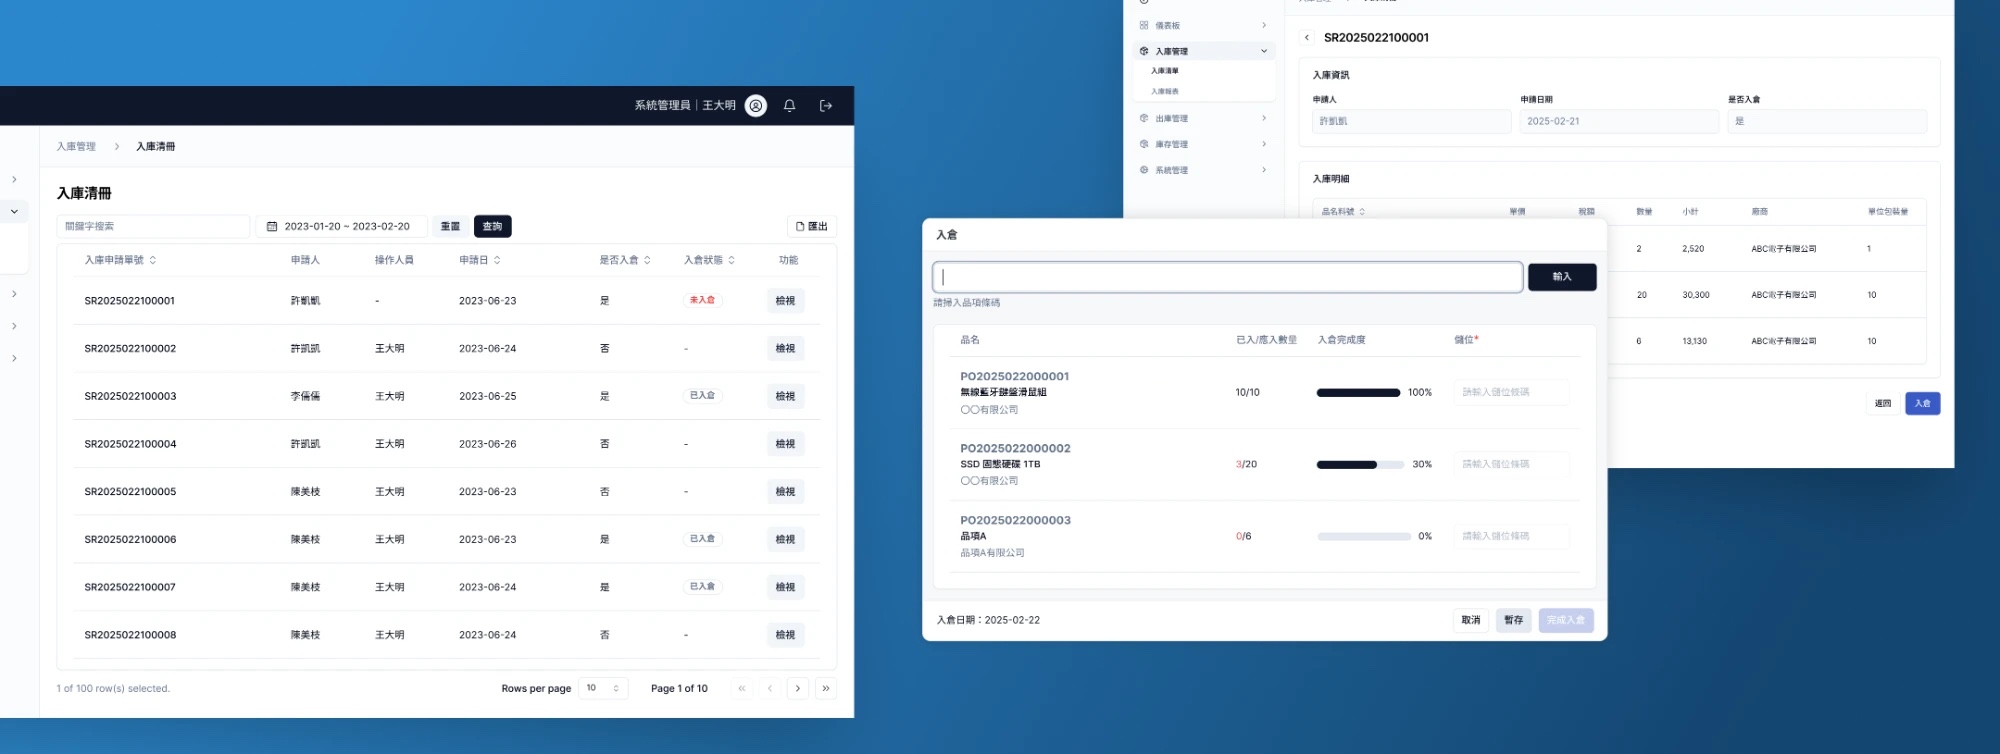 系統管理員 | 王大明
入庫管理 > 入庫清冊
入庫清冊
關鍵字搜索 2023-01-20 ~ 2023-02-20 重置 查詢 匯出
入庫申請單號 申請人 操作人員 申請日 是否入倉 入倉狀態 功能
SR2025022100001 許凱凱 - 2023-06-23 是 未入倉 檢視
SR2025022100002 許凱凱 王大明 2023-06-24 否 - 檢視
SR2025022100003 李儒儒 王大明 2023-06-25 是 已入倉 檢視
SR2025022100004 許凱凱 王大明 2023-06-26 否 - 檢視
SR2025022100005 陳美枝 王大明 2023-06-23 否 - 檢視
SR2025022100006 陳美枝 王大明 2023-06-23 是 已入倉 檢視
SR2025022100007 陳美枝 王大明 2023-06-24 是 已入倉 檢視
SR2025022100008 陳美枝 王大明 2023-06-24 否 - 檢視
1 of 100 row(s) selected. Rows per page 10 Page 1 of 10
儀表板
入庫管理
入庫清單
入庫報表
出庫管理
庫存管理
系統管理
SR2025022100001
入庫資訊
申請人 申請日期 是否入倉
許凱凱 2025-02-21 是
入庫明細
品名料號 單價 稅額 數量 小計 廠商 單位包裝量
2 2,520 ABC電子有限公司 1
20 30,300 ABC電子有限公司 10
6 13,130 ABC電子有限公司 10
返回 入倉
入倉
輸入
請掃入品項條碼
品名 已入/應入數量 入倉完成度 儲位*
PO2025022000001
無線藍牙鍵盤滑鼠組 10/10 100% 請輸入儲位條碼
〇〇有限公司
PO2025022000002
SSD 固態硬碟 1TB 3/20 30% 請輸入儲位條碼
〇〇有限公司
PO2025022000003
品項A 0/6 0% 請輸入儲位條碼
品項A有限公司
入倉日期：2025-02-22 取消 暫存 完成入倉